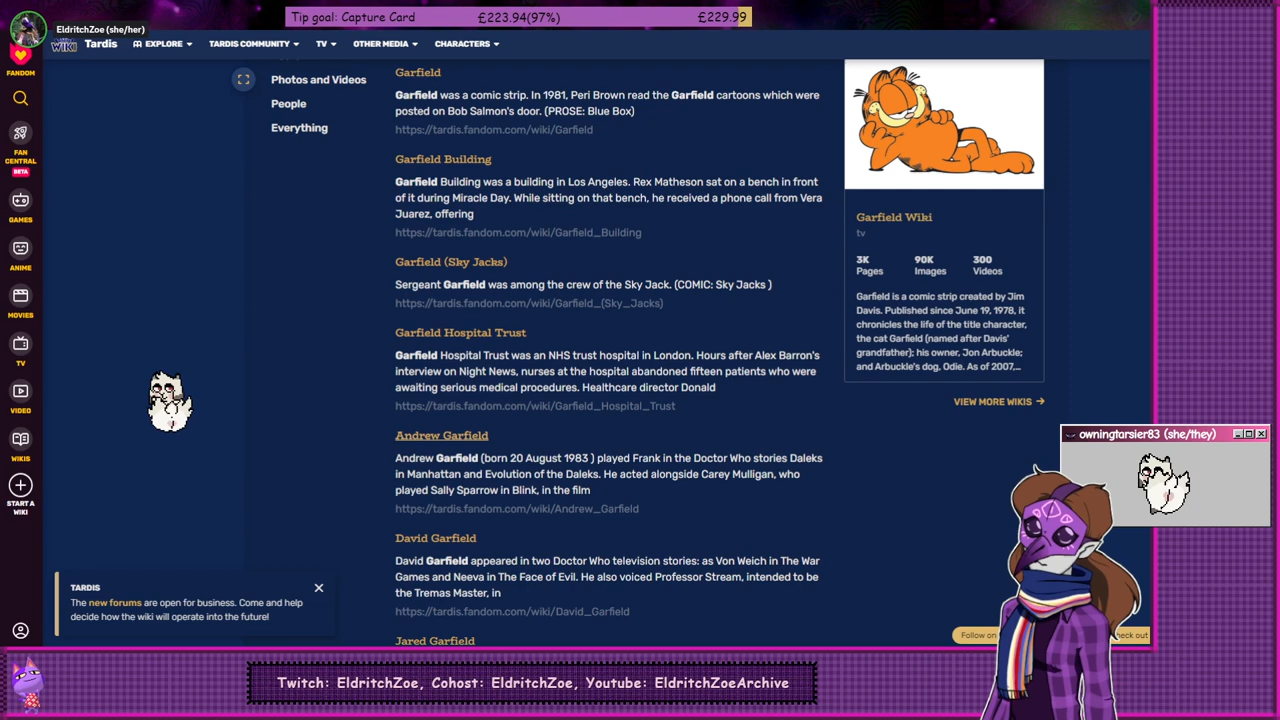 Tip goal: Capture Card £223.94(97%) £229.99
EldritchZoe (she/her)
WIKI Tardis EXPLORE TARDIS COMMUNITY TV OTHER MEDIA CHARACTERS
FANDOM
FAN CENTRAL
BETA
GAMES
ANIME
MOVIES
TV
VIDEO
WIKIS
START A WIKI
Photos and Videos
People
Everything
Garfield
Garfield was a comic strip. In 1981, Peri Brown read the Garfield cartoons which were
posted on Bob Salmon's door. (PROSE: Blue Box)
https://tardis.fandom.com/wiki/Garfield
Garfield Building
Garfield Building was a building in Los Angeles. Rex Matheson sat on a bench in front
of it during Miracle Day. While sitting on that bench, he received a phone call from Vera
Juarez, offering
https://tardis.fandom.com/wiki/Garfield_Building
Garfield (Sky Jacks)
Sergeant Garfield was among the crew of the Sky Jack. (COMIC: Sky Jacks )
https://tardis.fandom.com/wiki/Garfield_(Sky_Jacks)
Garfield Hospital Trust
Garfield Hospital Trust was an NHS trust hospital in London. Hours after Alex Barron's
interview on Night News, nurses at the hospital abandoned fifteen patients who were
awaiting serious medical procedures. Healthcare director Donald
https://tardis.fandom.com/wiki/Garfield_Hospital_Trust
Andrew Garfield
Andrew Garfield (born 20 August 1983 ) played Frank in the Doctor Who stories Daleks
in Manhattan and Evolution of the Daleks. He acted alongside Carey Mulligan, who
played Sally Sparrow in Blink, in the film
https://tardis.fandom.com/wiki/Andrew_Garfield
David Garfield
David Garfield appeared in two Doctor Who television stories: as Von Weich in The War
Games and Neeva in The Face of Evil. He also voiced Professor Stream, intended to be
the Tremas Master, in
https://tardis.fandom.com/wiki/David_Garfield
Jared Garfield
Garfield Wiki
tv
3K 90K 300
Pages Images Videos
Garfield is a comic strip created by Jim
Davis. Published since June 19, 1978, it
chronicles the life of the title character,
the cat Garfield (named after Davis'
grandfather); his owner, Jon Arbuckle;
and Arbuckle's dog, Odie. As of 2007,...
VIEW MORE WIKIS
owningtarsier83 (she/they)
TARDIS
The new forums are open for business. Come and help
decide how the wiki will operate into the future!
Follow on
heck out
Twitch: EldritchZoe, Cohost: EldritchZoe, Youtube: EldritchZoeArchive